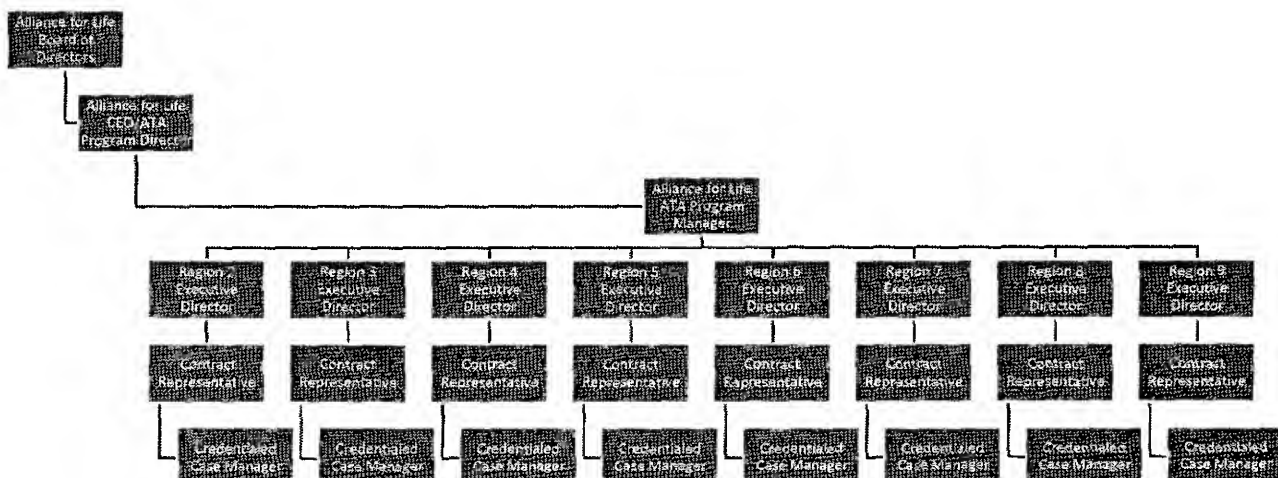 Alliance for Life
Board of
Directors
Alliance for Life
CEO/ATA
Program Director
Alliance for Life
ATA Program
Manager
Region 2
Executive
Director
Region 3
Executive
Director
Region 4
Executive
Director
Region 5
Executive
Director
Region 6
Executive
Director
Region 7
Executive
Director
Region 8
Executive
Director
Region 9
Executive
Director
Contract
Representative
Contract
Representative
Contract
Representative
Contract
Representative
Contract
Representative
Contract
Representative
Contract
Representative
Contract
Representative
Credentialed
Case Manager
Credentialed
Case Manager
Credentialed
Case Manager
Credentialed
Case Manager
Credentialed
Case Manager
Credentialed
Case Manager
Credentialed
Case Manager
Credentialed
Case Manager